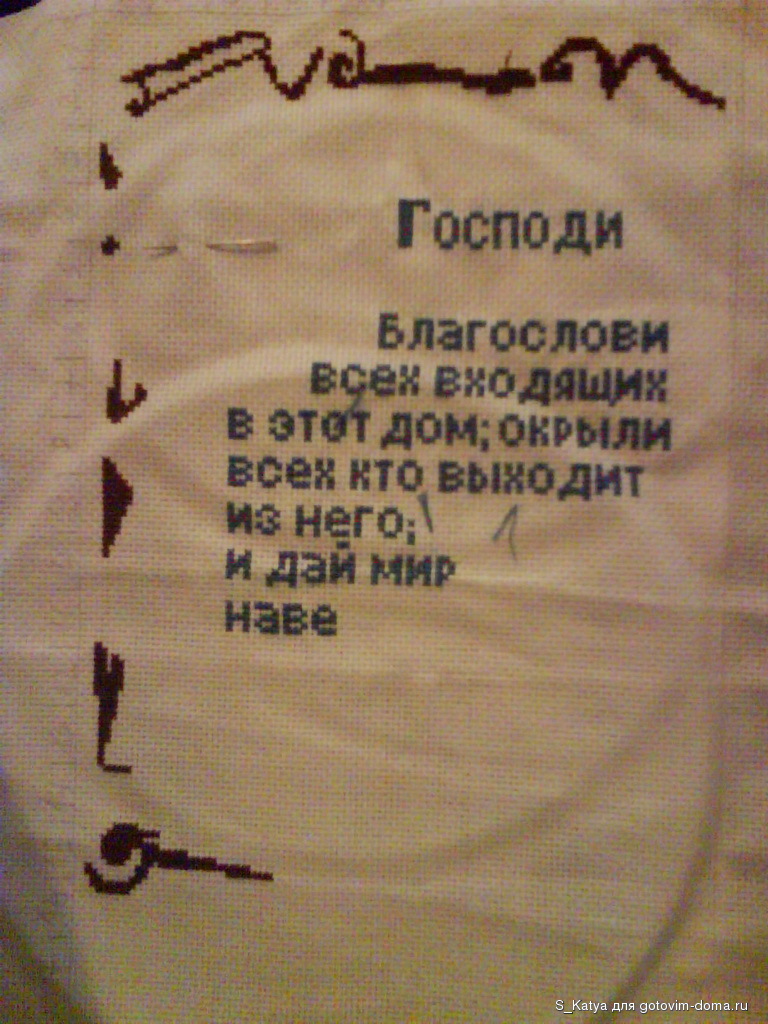 Господи
Благослови
всех входящих
в этот дом; окрыли
всех кто выходит
из него;
и дай мир
наве
S_Katya для gotovim-doma.ru